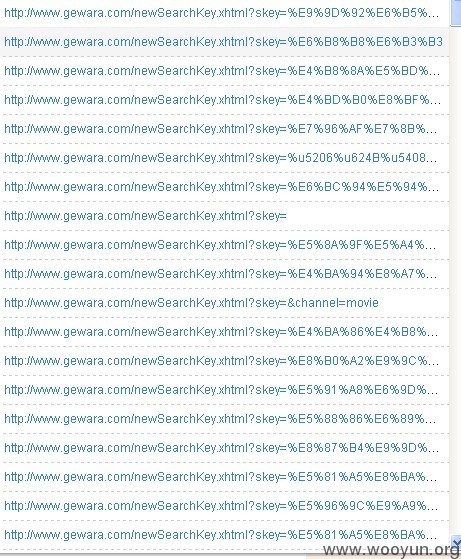 http://www.gewara.com/newSearchKey.xhtml?skey=%E9%9D%92%E6%B5%...
http://www.gewara.com/newSearchKey.xhtml?skey=%E6%B8%B8%E6%B3%B3
http://www.gewara.com/newSearchKey.xhtml?skey=%E4%B8%8A%E5%BD%...
http://www.gewara.com/newSearchKey.xhtml?skey=%E4%BD%B0%E8%BF%...
http://www.gewara.com/newSearchKey.xhtml?skey=%E7%96%AF%E7%8B%...
http://www.gewara.com/newSearchKey.xhtml?skey=%u5206%u624B%u5408...
http://www.gewara.com/newSearchKey.xhtml?skey=%E6%BC%94%E5%94%...
http://www.gewara.com/newSearchKey.xhtml?skey=
http://www.gewara.com/newSearchKey.xhtml?skey=%E5%8A%9F%E5%A4%...
http://www.gewara.com/newSearchKey.xhtml?skey=%E4%BA%94%E8%A7%...
http://www.gewara.com/newSearchKey.xhtml?skey=&channel=movie
http://www.gewara.com/newSearchKey.xhtml?skey=%E4%BA%86%E4%B8%...
http://www.gewara.com/newSearchKey.xhtml?skey=%E8%B0%A2%E9%9C%...
http://www.gewara.com/newSearchKey.xhtml?skey=%E5%91%A8%E6%9D%...
http://www.gewara.com/newSearchKey.xhtml?skey=%E5%88%86%E6%89%...
http://www.gewara.com/newSearchKey.xhtml?skey=%E8%87%B4%E9%9D%...
http://www.gewara.com/newSearchKey.xhtml?skey=%E5%81%A5%E8%BA%...
http://www.gewara.com/newSearchKey.xhtml?skey=%E5%96%9C%E9%A9%...
http://www.gewara.com/newSearchKey.xhtml?skey=%E5%81%A5%E8%BA%...
www.wooyun.org